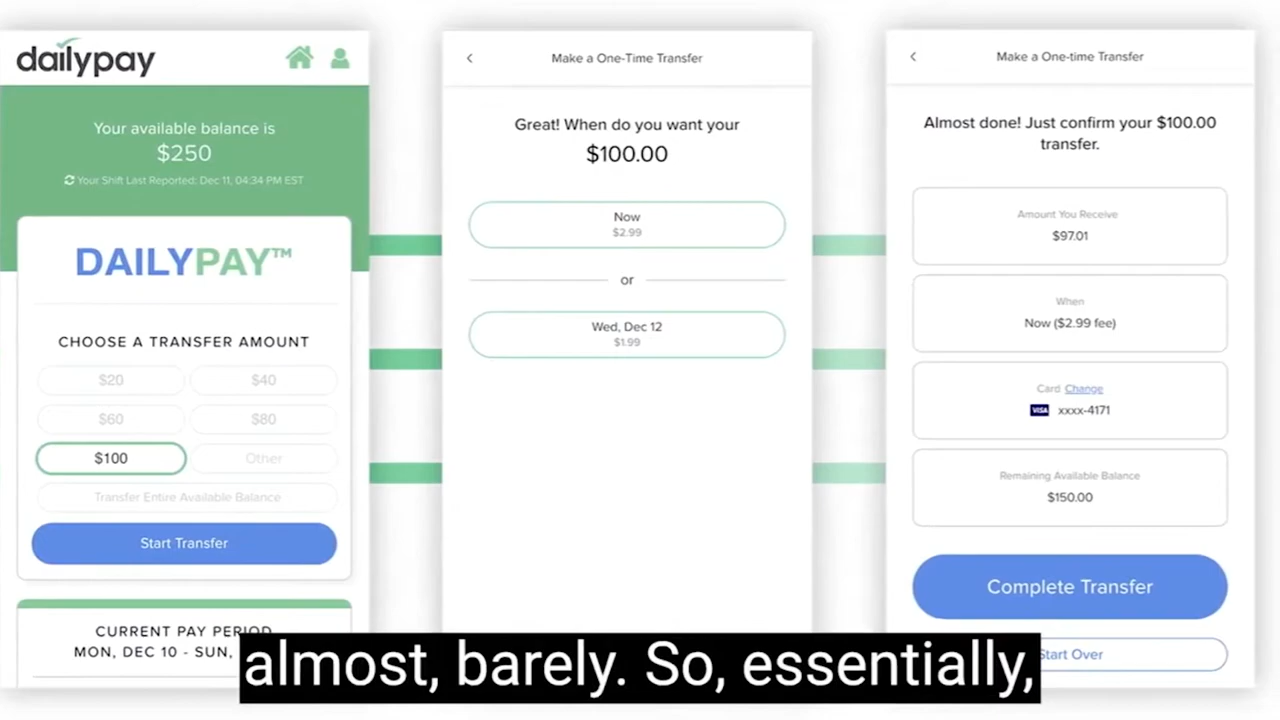 dailypay
Your available balance is
$250
Your Shift Last Reported: Dec 11, 04:34 PM EST
DAILYPAY™
CHOOSE A TRANSFER AMOUNT
$20
$40
$60
$80
$100
Other
Transfer Entire Available Balance
Start Transfer
CURRENT PAY PERIOD
MON, DEC 10 - SUN,
Make a One-Time Transfer
Great! When do you want your
$100.00
Now
$2.99
or
Wed, Dec 12
$1.99
Make a One-time Transfer
Almost done! Just confirm your $100.00
transfer.
Amount You Receive
$97.01
When
Now ($2.99 fee)
Card Change
VISA xxxx-4171
Remaining Available Balance
$150.00
Complete Transfer
Start Over
almost, barely. So, essentially,